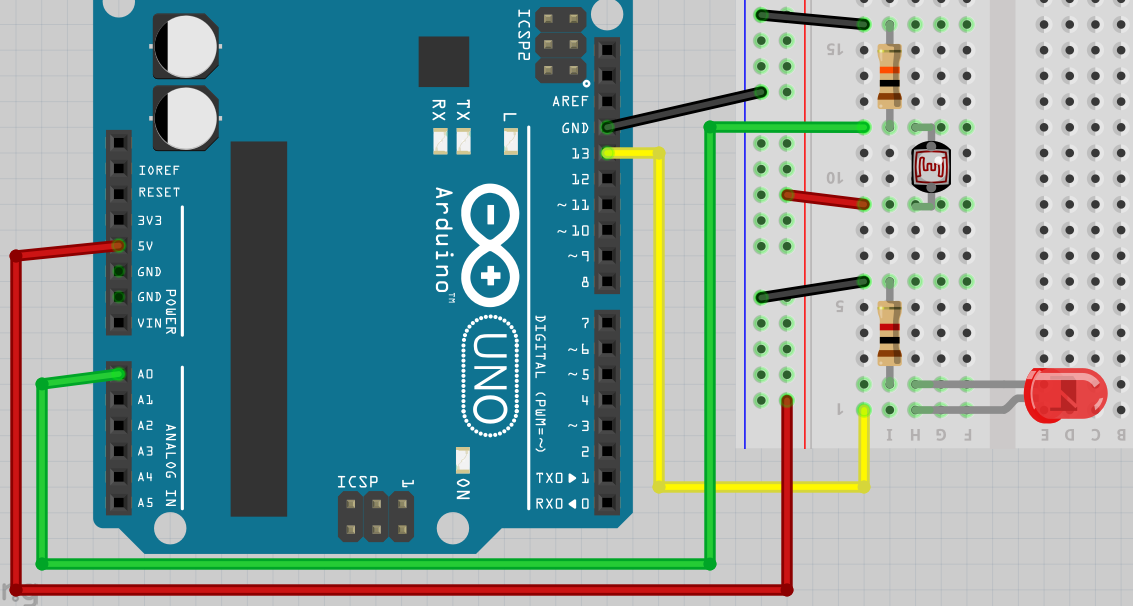 ICSP2
RX
TX
L
AREF
GND
13
12
~11
~10
~9
8
7
~6
~5
4
~3
2
TX0▶1
RX0◀0
DIGITAL (PWM=~)
IOREF
RESET
3V3
5V
GND
GND
VIN
POWER
A0
A1
A2
A3
A4
A5
ANALOG IN
Arduino™
UNO
ICSP
1
ON
15
10
5
1
I H G F E D C B